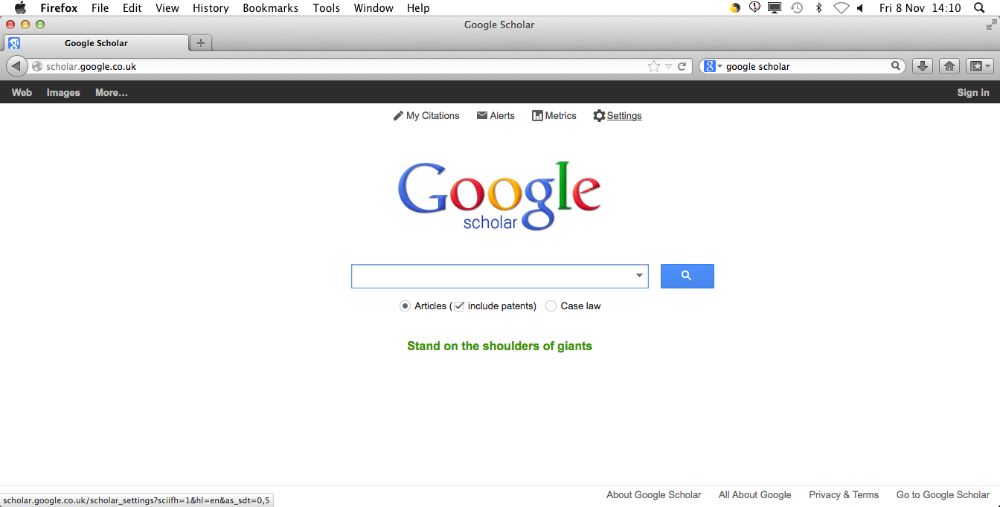 Firefox File Edit View History Bookmarks Tools Window Help Fri 8 Nov 14:10
Google Scholar
Google Scholar
scholar.google.co.uk google scholar
Web Images More... Sign in
My Citations Alerts Metrics Settings
Google
scholar
Articles ( include patents) Case law
Stand on the shoulders of giants
About Google Scholar All About Google Privacy & Terms Go to Google Scholar
scholar.google.co.uk/scholar_settings?sciifh=1&hl=en&as_sdt=0,5